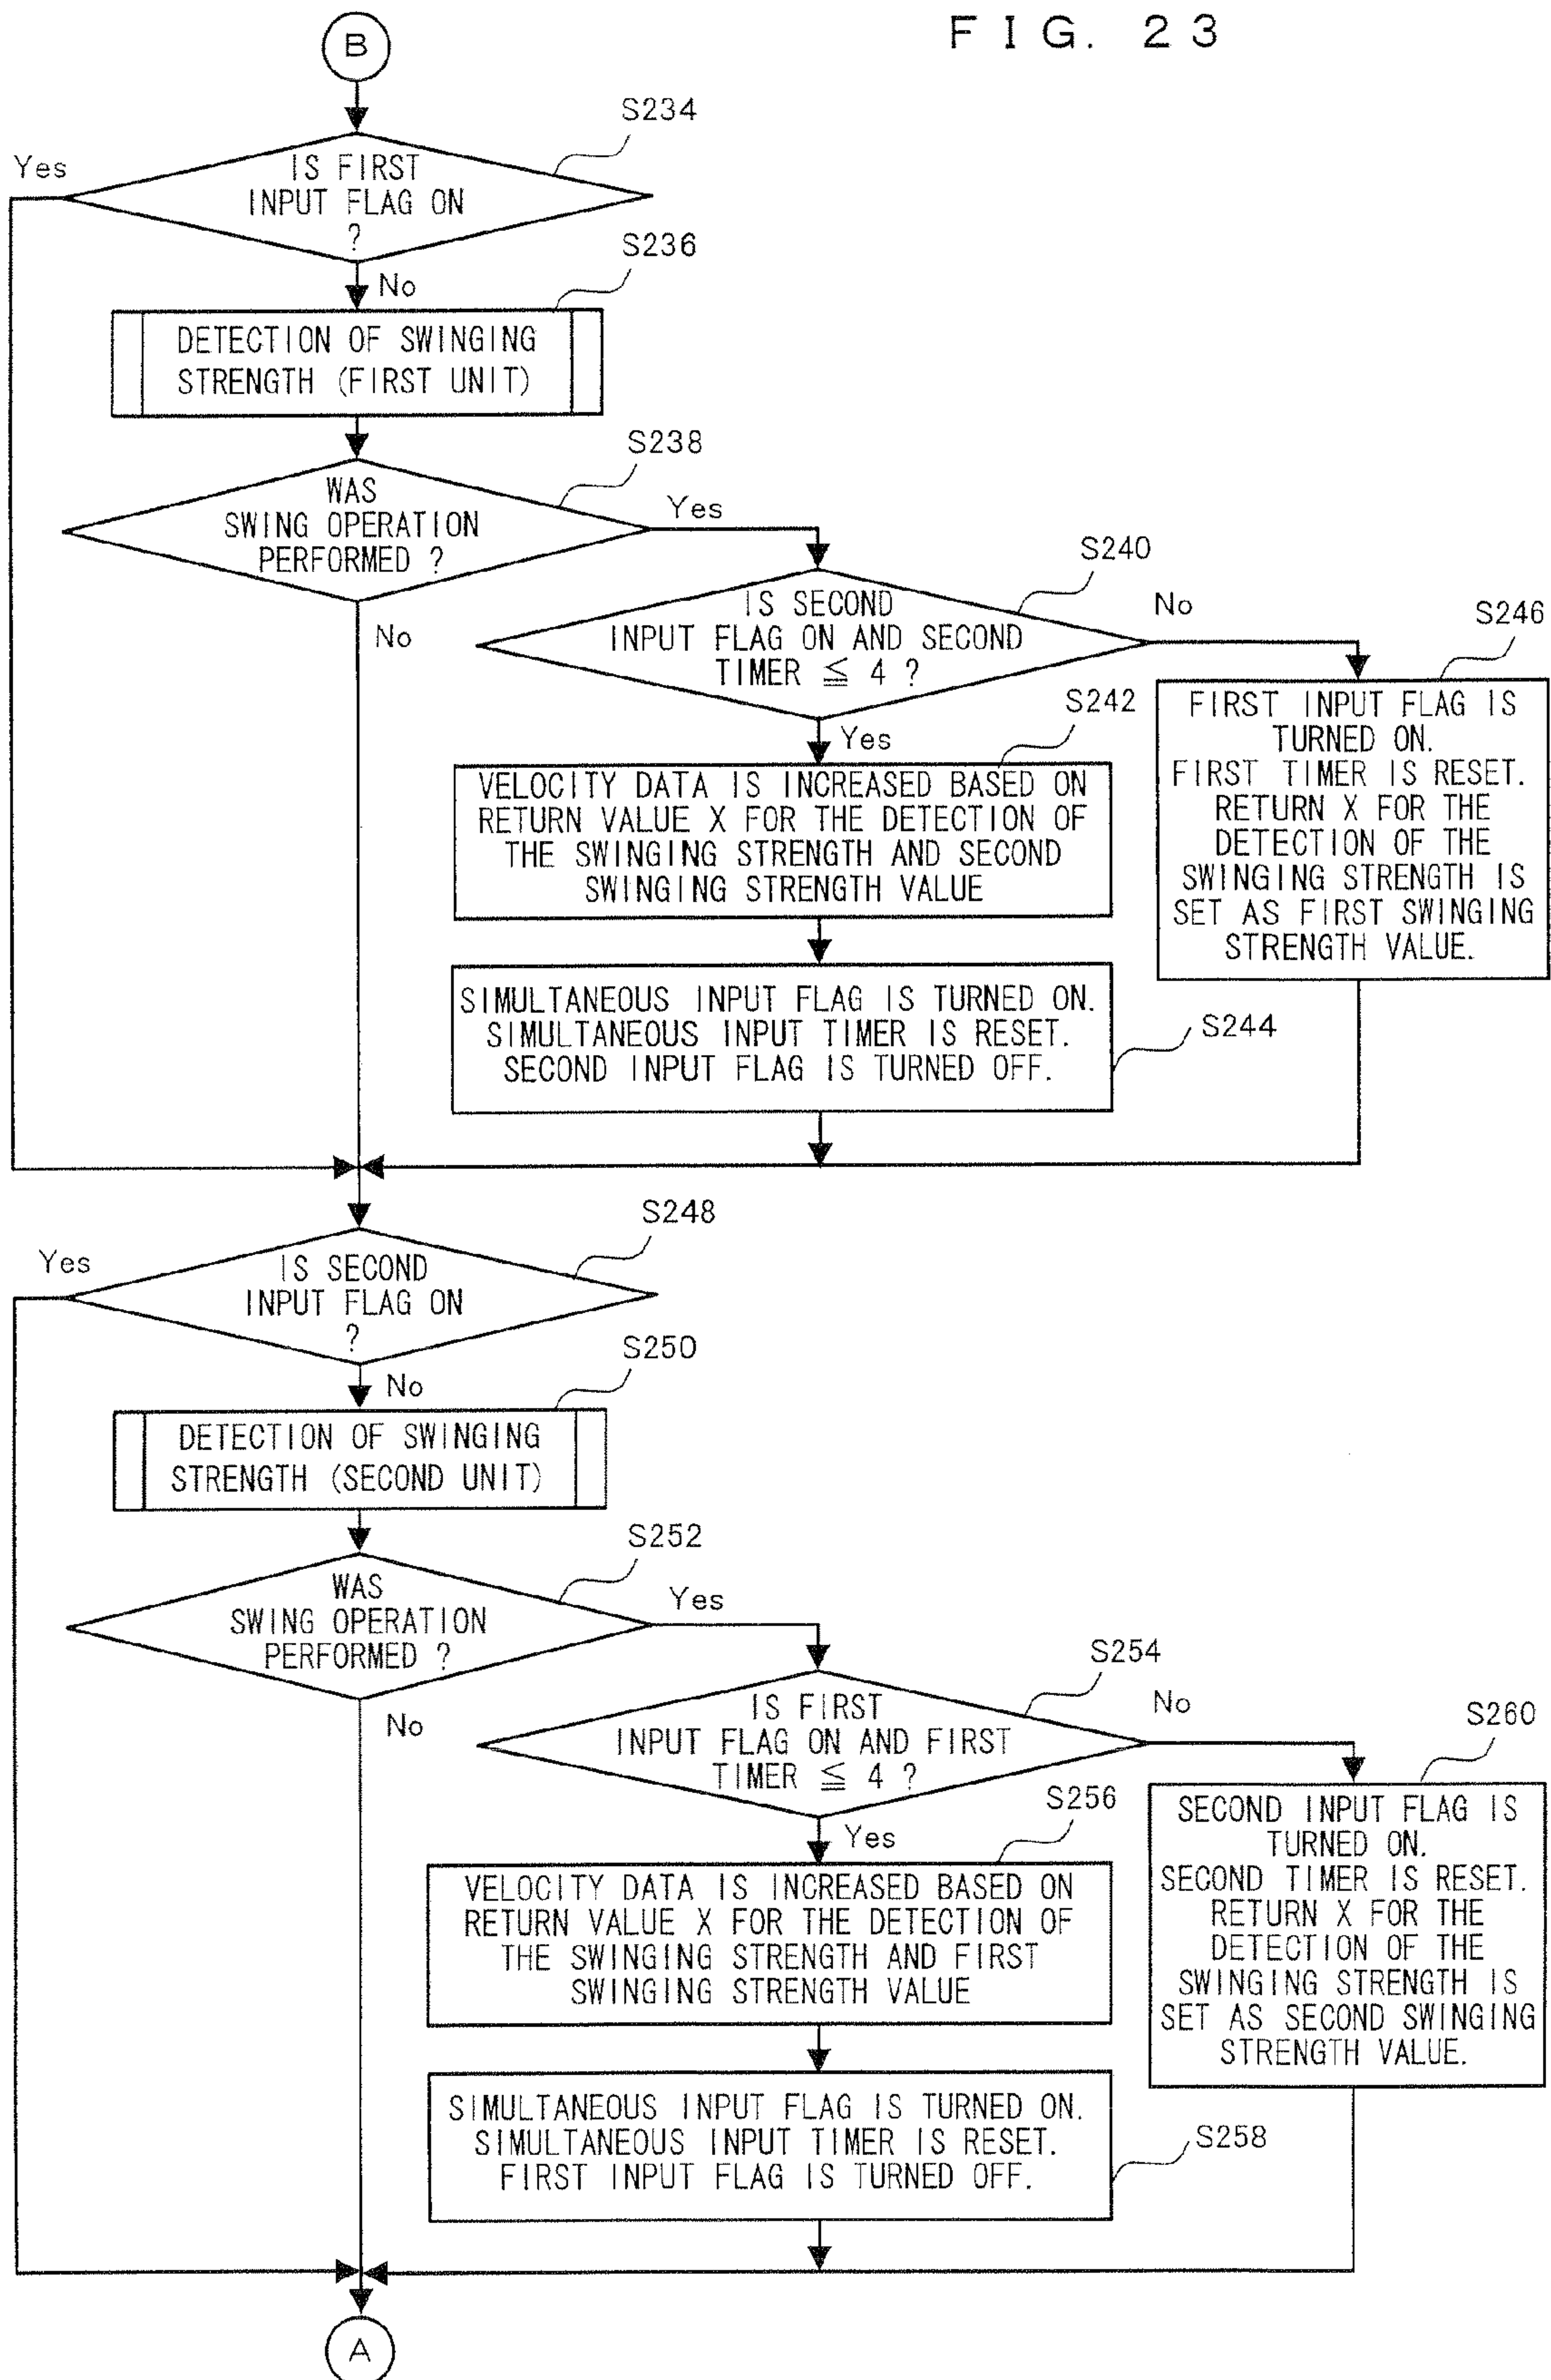 FIG. 23
B
S234
Yes
IS FIRST
INPUT FLAG ON
?
S236
No
DETECTION OF SWINGING
STRENGTH (FIRST UNIT)
S238
WAS
SWING OPERATION
PERFORMED ?
Yes
No
S240
IS SECOND
INPUT FLAG ON AND SECOND
TIMER ≦ 4 ?
No
S246
S242
Yes
VELOCITY DATA IS INCREASED BASED ON
RETURN VALUE X FOR THE DETECTION OF
THE SWINGING STRENGTH AND SECOND
SWINGING STRENGTH VALUE
FIRST INPUT FLAG IS
TURNED ON.
FIRST TIMER IS RESET.
RETURN X FOR THE
DETECTION OF THE
SWINGING STRENGTH IS
SET AS FIRST SWINGING
STRENGTH VALUE.
SIMULTANEOUS INPUT FLAG IS TURNED ON.
SIMULTANEOUS INPUT TIMER IS RESET.
SECOND INPUT FLAG IS TURNED OFF.
S244
S248
Yes
IS SECOND
INPUT FLAG ON
?
S250
No
DETECTION OF SWINGING
STRENGTH (SECOND UNIT)
S252
WAS
SWING OPERATION
PERFORMED ?
Yes
No
S254
IS FIRST
INPUT FLAG ON AND FIRST
TIMER ≦ 4 ?
No
S260
S256
Yes
VELOCITY DATA IS INCREASED BASED ON
RETURN VALUE X FOR THE DETECTION OF
THE SWINGING STRENGTH AND FIRST
SWINGING STRENGTH VALUE
SECOND INPUT FLAG IS
TURNED ON.
SECOND TIMER IS RESET.
RETURN X FOR THE
DETECTION OF THE
SWINGING STRENGTH IS
SET AS SECOND SWINGING
STRENGTH VALUE.
SIMULTANEOUS INPUT FLAG IS TURNED ON.
SIMULTANEOUS INPUT TIMER IS RESET.
FIRST INPUT FLAG IS TURNED OFF.
S258
A